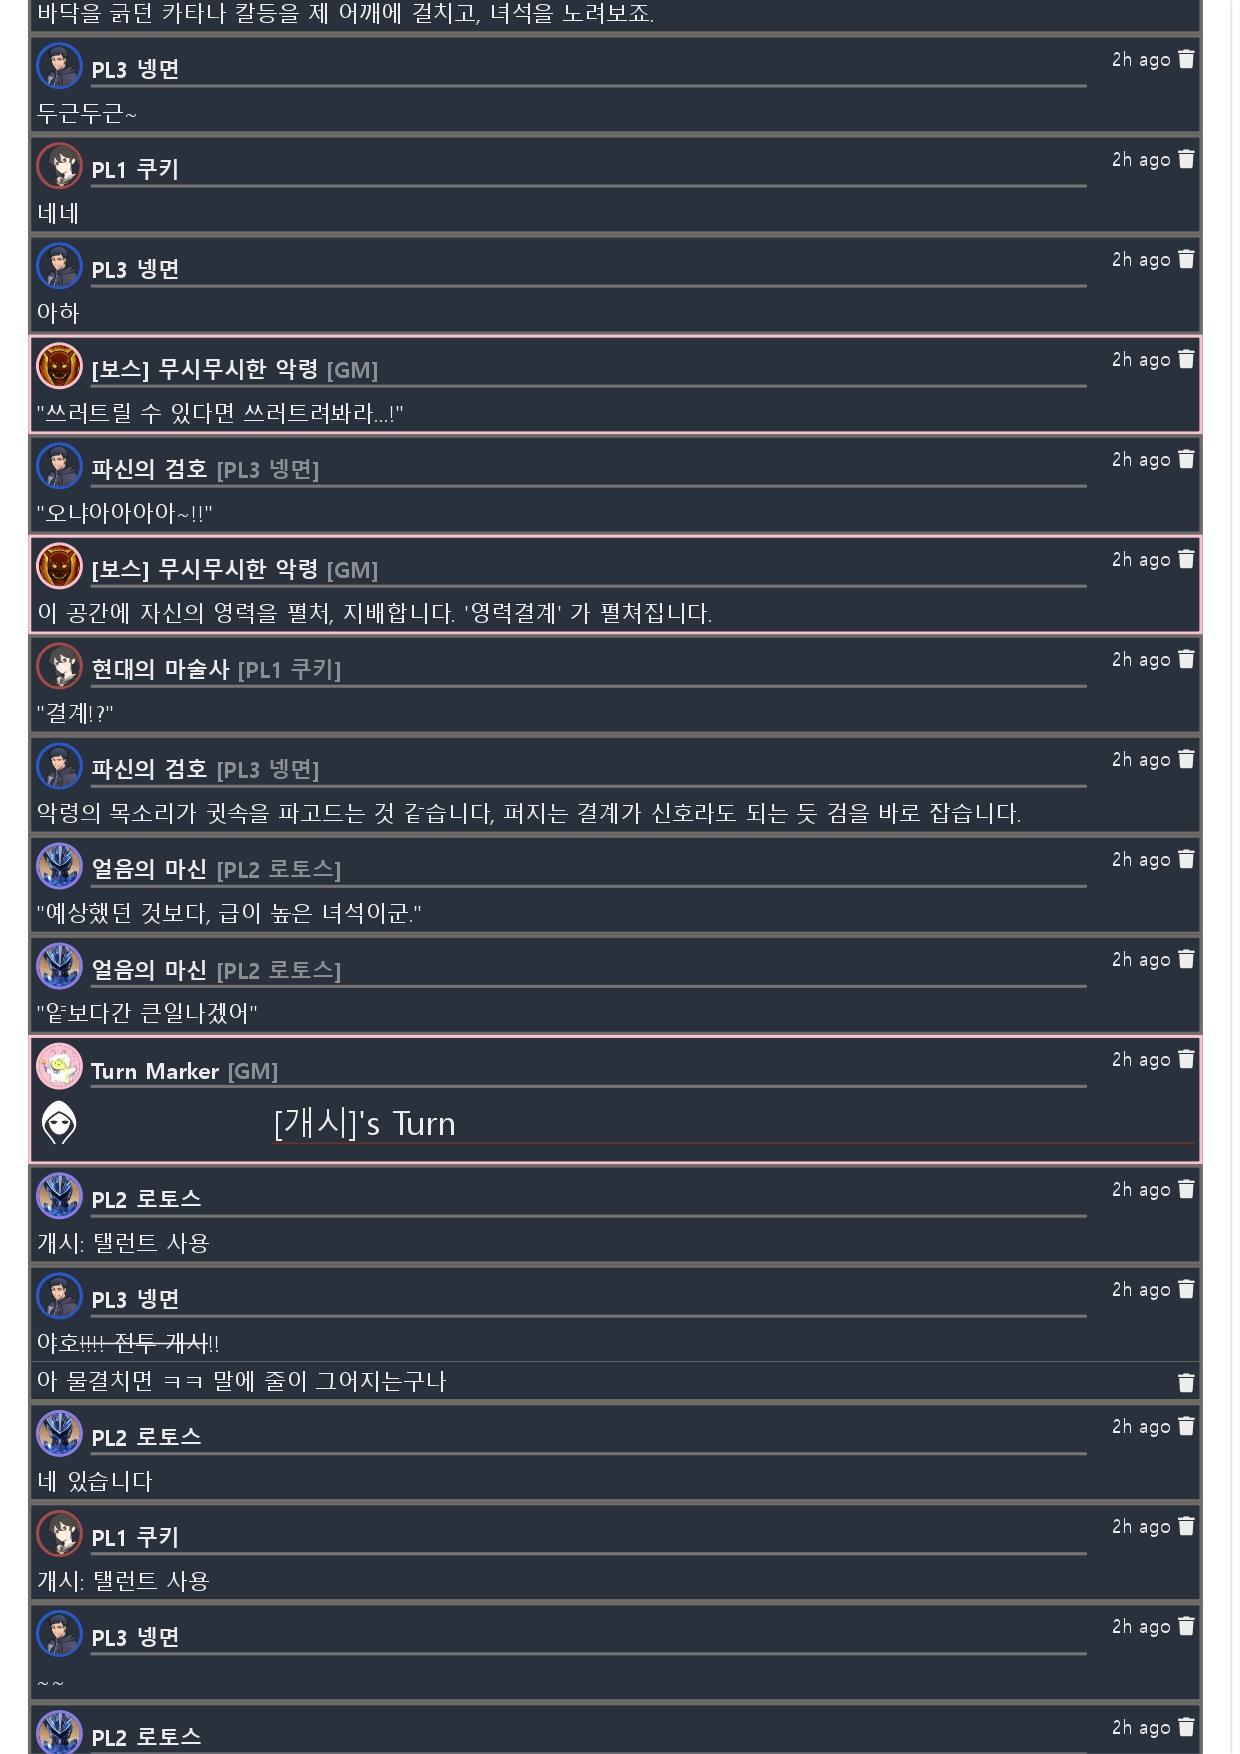 바닥을 긁던 카타나 칼등을 제 어깨에 걸치고, 녀석을 노려보죠.
PL3 넹면
2h ago
두근두근~
PL1 쿠키
2h ago
네네
PL3 넹면
2h ago
아하
[보스] 무시무시한 악령 [GM]
2h ago
"쓰러트릴 수 있다면 쓰러트려봐라...!"
파신의 검호 [PL3 넹면]
2h ago
"오냐아아아아~!!"
[보스] 무시무시한 악령 [GM]
2h ago
이 공간에 자신의 영력을 펼처, 지배합니다. '영력결계' 가 펼쳐집니다.
현대의 마술사 [PL1 쿠키]
2h ago
"결계!?"
파신의 검호 [PL3 넹면]
2h ago
악령의 목소리가 귓속을 파고드는 것 같습니다, 퍼지는 결계가 신호라도 되는 듯 검을 바로 잡습니다.
얼음의 마신 [PL2 로토스]
2h ago
"예상했던 것보다, 급이 높은 녀석이군."
얼음의 마신 [PL2 로토스]
2h ago
"얕보다간 큰일나겠어"
Turn Marker [GM]
2h ago
[개시]'s Turn
PL2 로토스
2h ago
개시: 탤런트 사용
PL3 넹면
2h ago
야호!!!! 전투 개시!!
아 물결치면 ㅋㅋ 말에 줄이 그어지는구나
PL2 로토스
2h ago
네 있습니다
PL1 쿠키
2h ago
개시: 탤런트 사용
PL3 넹면
2h ago
~~
PL2 로토스
2h ago